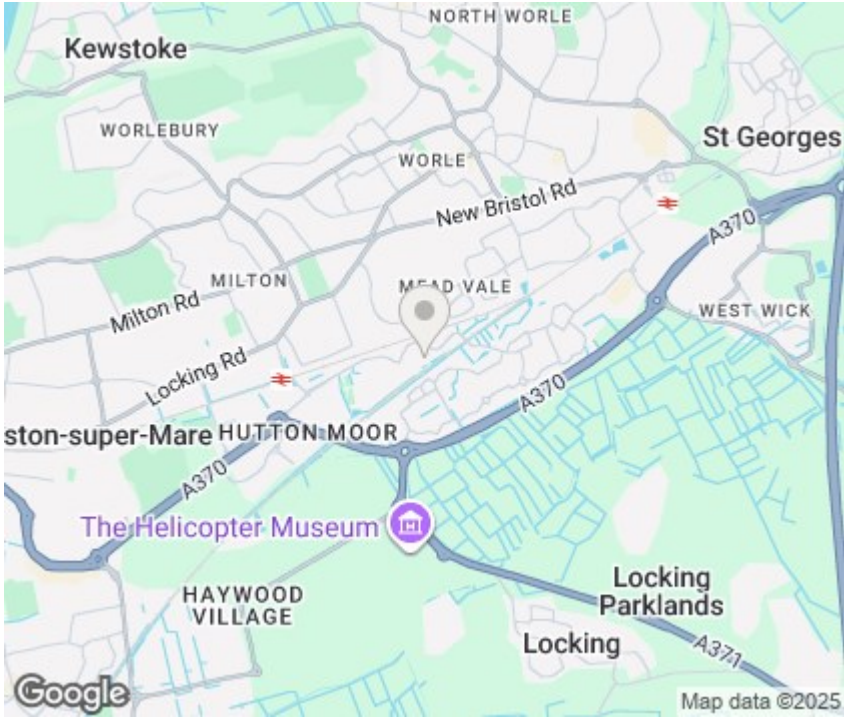 NORTH WORLE
Kewstoke
WORLEBURY
St Georges
WORLE
New Bristol Rd
A370
MILTON
MEAD VALE
Milton Rd
WEST WICK
Locking Rd
A370
ston-super-Mare
HUTTON MOOR
A370
The Helicopter Museum
HAYWOOD
VILLAGE
Locking
Parklands
Locking
A371
Google
Map data ©2025